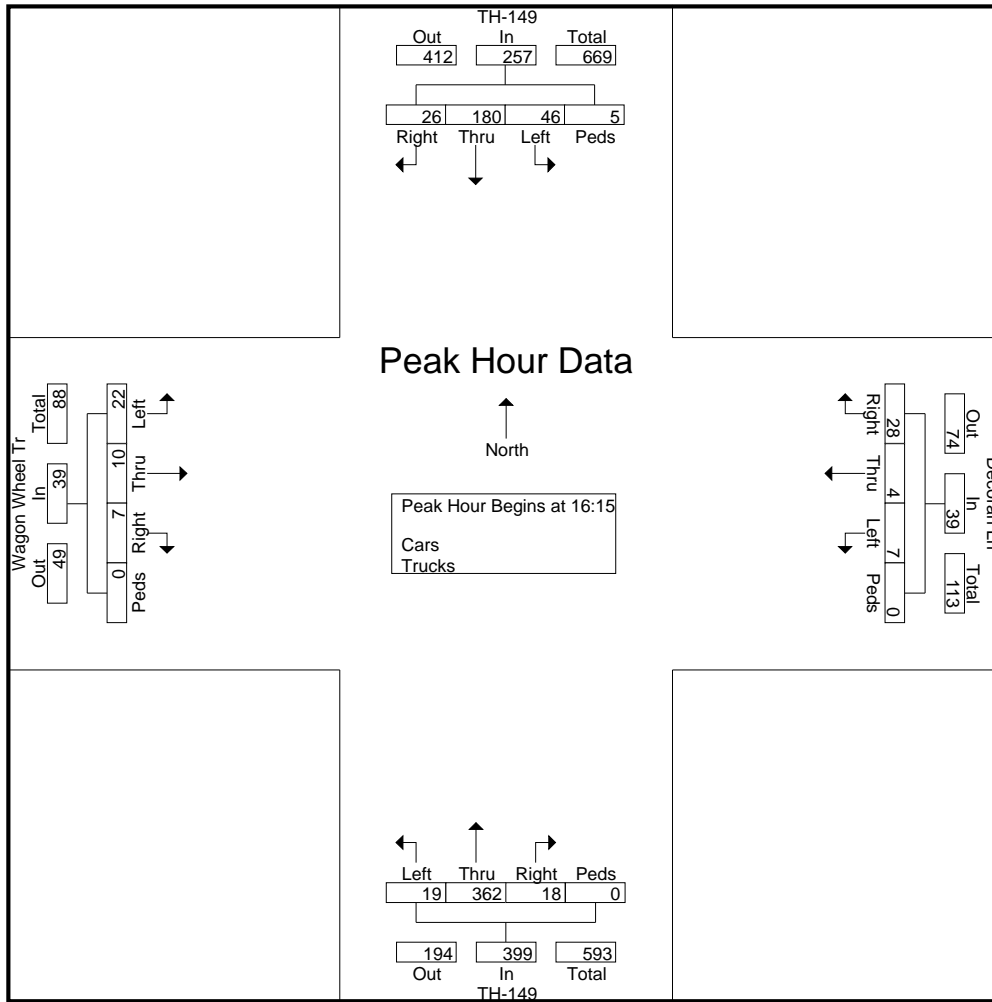 TH-149
Out In Total
412 257 669
26 180 46 5
Right Thru Left Peds
Peak Hour Data
North
Peak Hour Begins at 16:15
Cars
Trucks
Wagon Wheel Tr
Total In Out
88 39 49
22 10 7 0
Left Thru Right Peds
Right Thru Left Peds
28 4 7 0
Out In Total
74 39 113
Left Thru Right Peds
19 362 18 0
194 399 593
Out In Total
TH-149